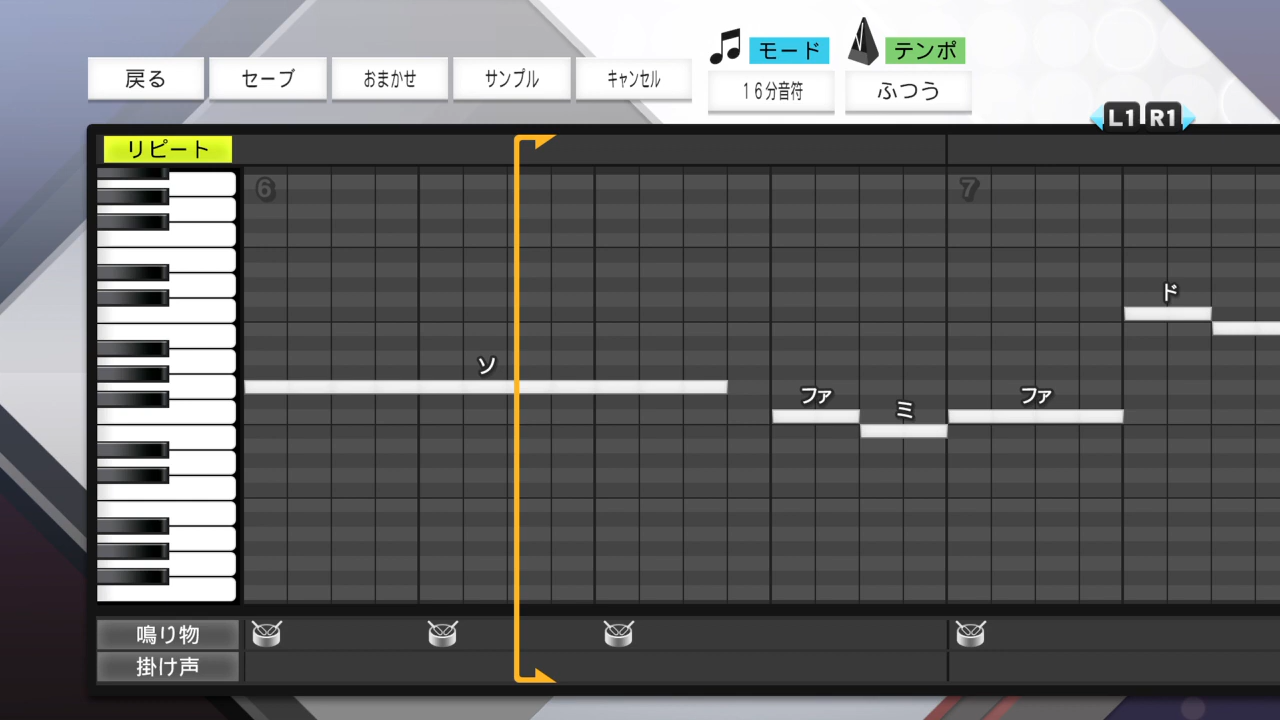 モード
テンポ
戻る
セーブ
おまかせ
サンプル
キャンセル
16分音符
ふつう
L1 R1
リピート
6
7
ド
ソ
ファ
ミ
ファ
鳴り物
掛け声